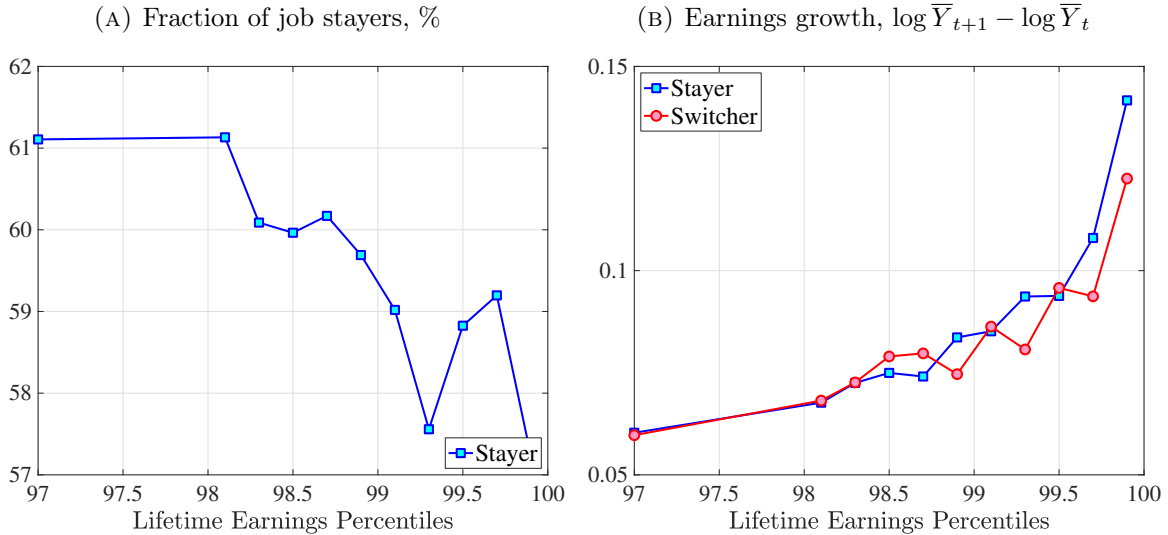 (A) Fraction of job stayers, %
62
61
60
59
58
57
97 97.5 98 98.5 99 99.5 100
Lifetime Earnings Percentiles
Stayer
(B) Earnings growth, log Y̅ₜ₊₁ − log Y̅ₜ
0.15
0.1
0.05
97 97.5 98 98.5 99 99.5 100
Lifetime Earnings Percentiles
Stayer
Switcher